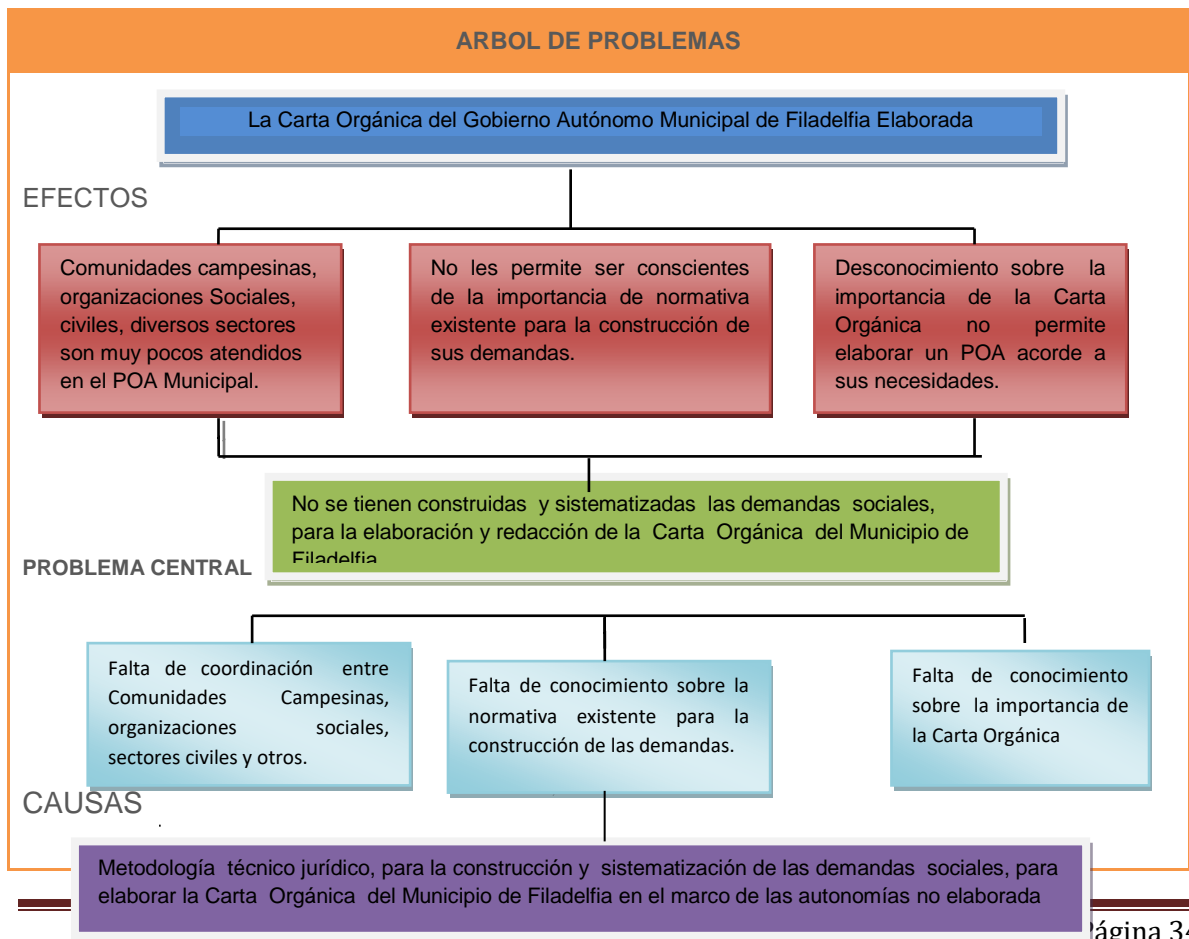 ARBOL DE PROBLEMAS
La Carta Orgánica del Gobierno Autónomo Municipal de Filadelfia Elaborada
EFECTOS
Comunidades campesinas,
organizaciones Sociales,
civiles, diversos sectores
son muy pocos atendidos
en el POA Municipal.
No les permite ser conscientes
de la importancia de normativa
existente para la construcción de
sus demandas.
Desconocimiento sobre la
importancia de la Carta
Orgánica no permite
elaborar un POA acorde a
sus necesidades.
No se tienen construidas y sistematizadas las demandas sociales,
para la elaboración y redacción de la Carta Orgánica del Municipio de
Filadelfia
PROBLEMA CENTRAL
Falta de coordinación entre
Comunidades Campesinas,
organizaciones sociales,
sectores civiles y otros.
Falta de conocimiento sobre la
normativa existente para la
construcción de las demandas.
Falta de conocimiento
sobre la importancia de
la Carta Orgánica
CAUSAS
.
Metodología técnico jurídico, para la construcción y sistematización de las demandas sociales, para
elaborar la Carta Orgánica del Municipio de Filadelfia en el marco de las autonomías no elaborada
Página 34